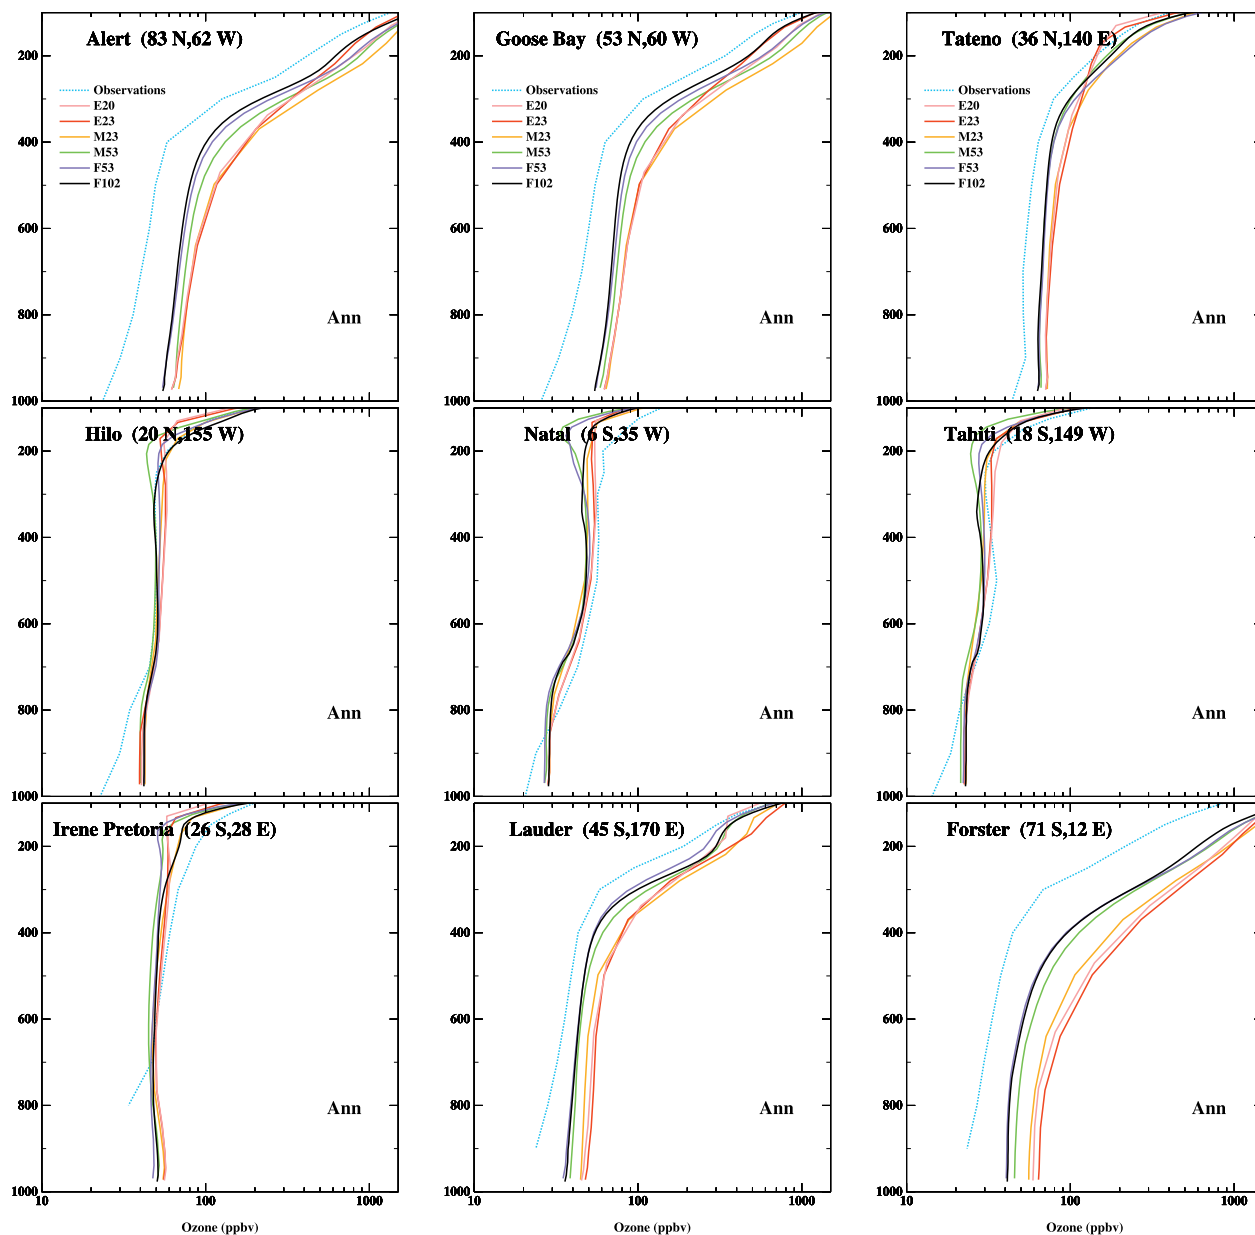 Alert (83 N,62 W)
Goose Bay (53 N,60 W)
Tateno (36 N,140 E)
200
200
200
Observations
Observations
Observations
E20
E20
E20
E23
E23
E23
M23
M23
M23
M53
M53
M53
F53
F53
F53
F102
F102
F102
400
400
400
600
600
600
800
800
800
Ann
Ann
Ann
1000
1000
1000
Hilo (20 N,155 W)
Natal (6 S,35 W)
Tahiti (18 S,149 W)
200
200
200
400
400
400
600
600
600
800
800
800
Ann
Ann
Ann
1000
1000
1000
Irene Pretoria (26 S,28 E)
Lauder (45 S,170 E)
Forster (71 S,12 E)
200
200
200
400
400
400
600
600
600
800
800
800
Ann
Ann
Ann
1000
1000
1000
10 100 1000
10 100 1000
10 100 1000
Ozone (ppbv)
Ozone (ppbv)
Ozone (ppbv)